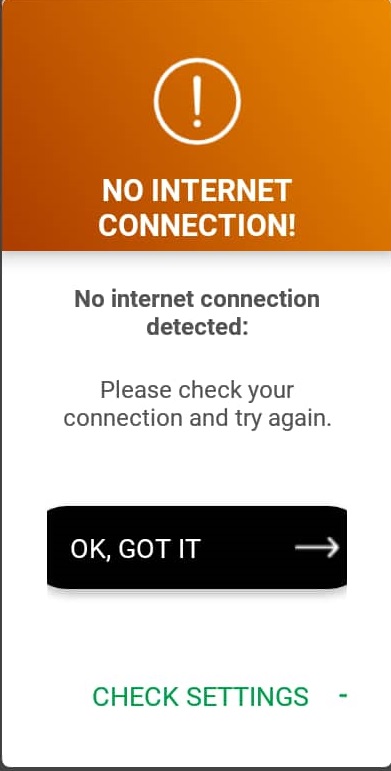 NO INTERNET
CONNECTION!
No internet connection
detected:
Please check your
connection and try again.
OK, GOT IT
CHECK SETTINGS -